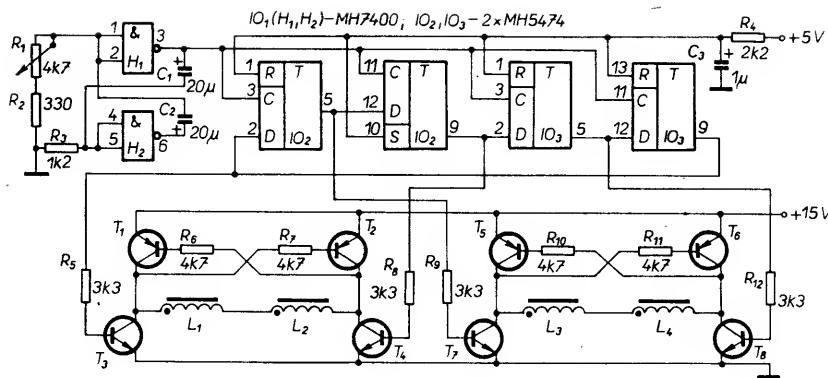 IO₁(H₁,H₂)–MH7400; IO₂,IO₃–2×MH5474
R₁
4k7
R₂
330
R₃
1k2
1
2
&
H₁
3
4
5
&
H₂
6
+
C₁
20μ
C₂
+
20μ
1
R
T
3
C
2
D
IO₂
5
11
C
T
12
D
10
S
IO₂
9
1
R
T
3
C
2
D
IO₃
5
13
R
T
11
C
12
D
IO₃
9
R₄
2k2
+5V
C₃
+
1μ
+15V
T₁
R₆
4k7
R₇
4k7
T₂
R₅
3k3
L₁
L₂
T₃
T₄
R₈
3k3
R₉
3k3
T₅
R₁₀
4k7
R₁₁
4k7
T₆
L₃
L₄
T₇
T₈
R₁₂
3k3